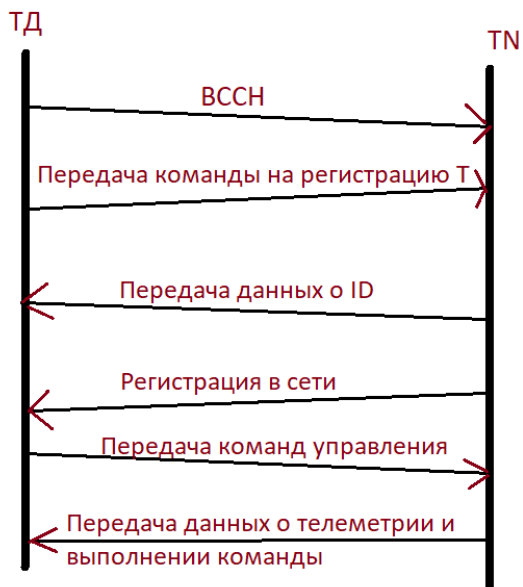 ТД
TN
BCCH
Передача команды на регистрацию Т
Передача данных о ID
Регистрация в сети
Передача команд управления
Передача данных о телеметрии и
выполнении команды